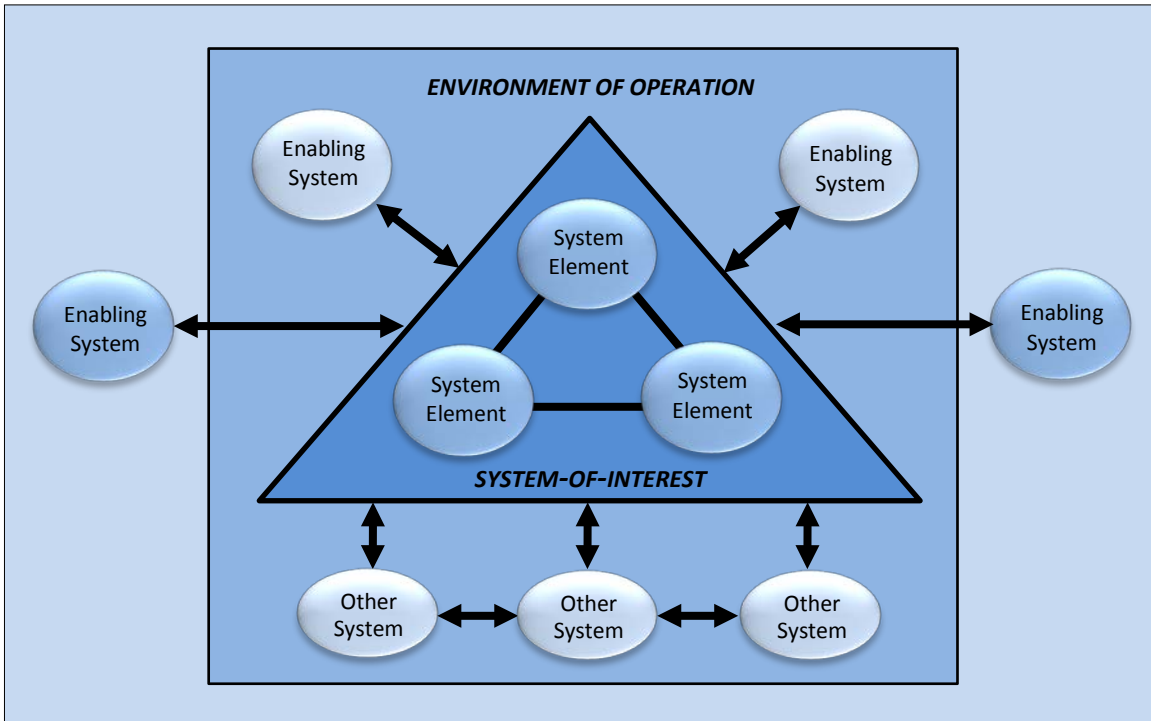 ENVIRONMENT OF OPERATION
Enabling
System
Enabling
System
System
Element
Enabling
System
Enabling
System
System
Element
System
Element
SYSTEM-OF-INTEREST
Other
System
Other
System
Other
System